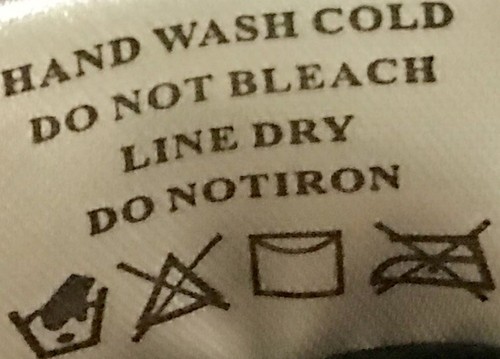 HAND WASH COLD
DO NOT BLEACH
LINE DRY
DO NOTIRON